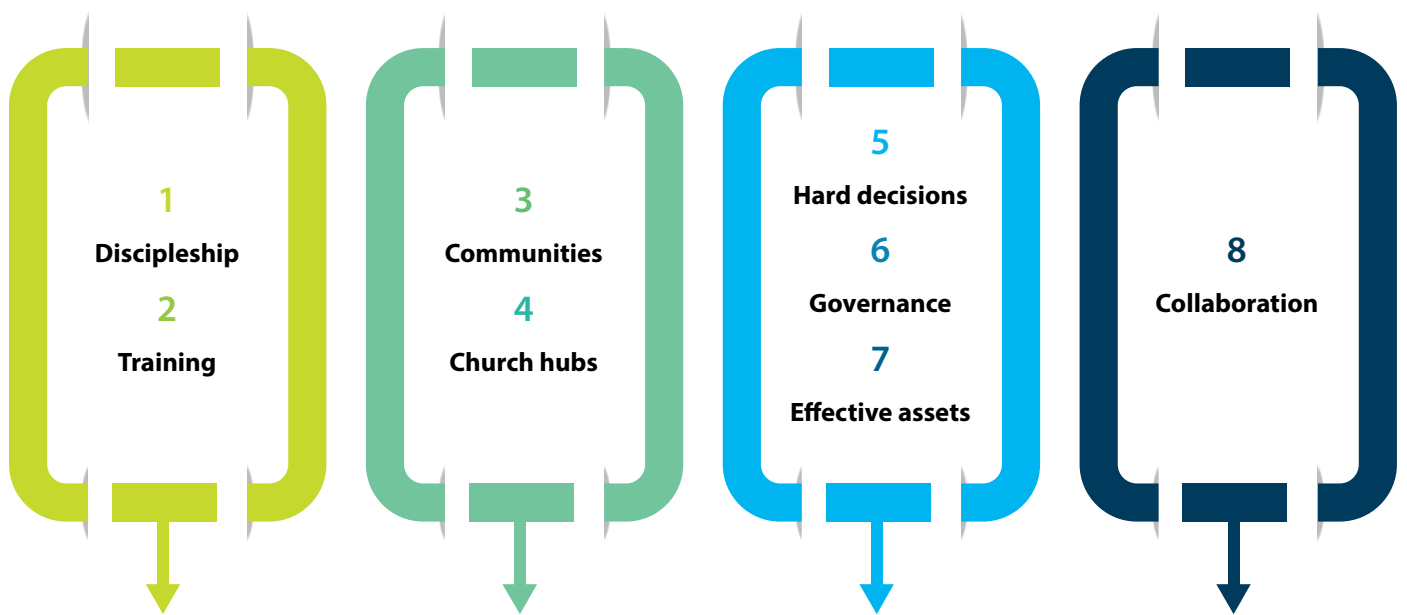 1
Discipleship
2
Training
3
Communities
4
Church hubs
5
Hard decisions
6
Governance
7
Effective assets
8
Collaboration